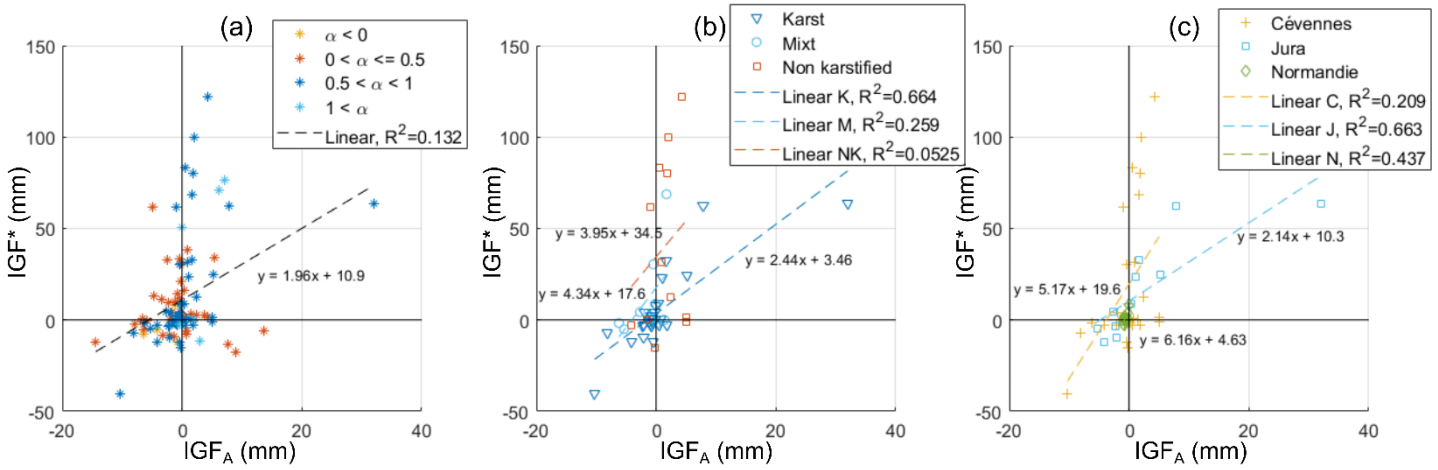 (a)
α < 0
0 < α <= 0.5
0.5 < α < 1
1 < α
Linear, R²=0.132
150
100
50
0
-50
-20
0
20
40
y = 1.96x + 10.9
IGF* (mm)
IGF_A (mm)
(b)
Karst
Mixt
Non karstified
Linear K, R²=0.664
Linear M, R²=0.259
Linear NK, R²=0.0525
150
100
50
0
-50
-20
0
20
40
y = 3.95x + 34.5
y = 2.44x + 3.46
y = 4.34x + 17.6
IGF* (mm)
IGF_A (mm)
(c)
Cévennes
Jura
Normandie
Linear C, R²=0.209
Linear J, R²=0.663
Linear N, R²=0.437
150
100
50
0
-50
-20
0
20
40
2.14x + 10.3
y = 5.17x + 19.6
y = 6.16x + 4.63
IGF* (mm)
IGF_A (mm)